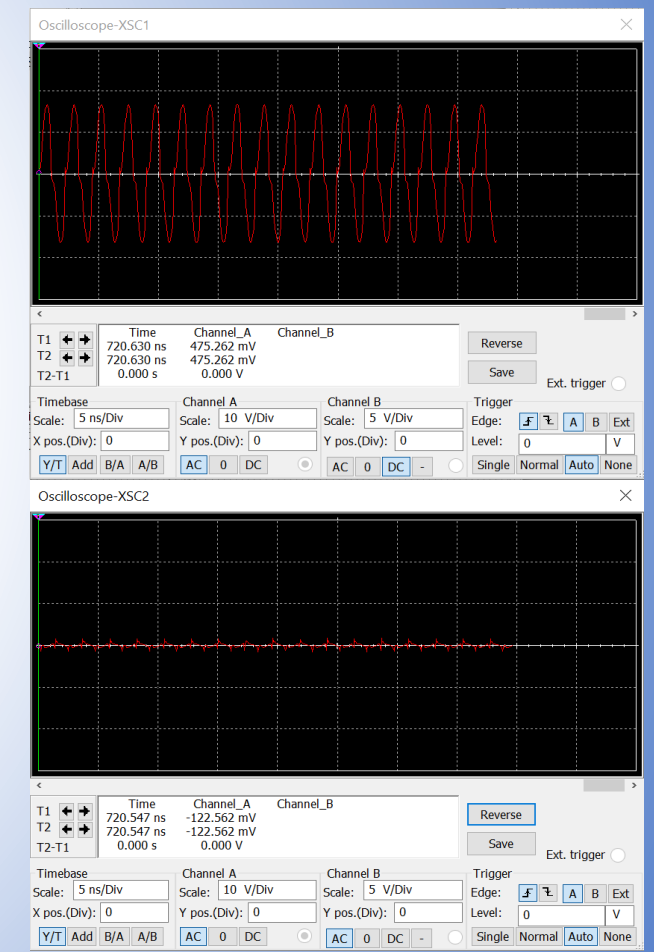 Oscilloscope-XSC1
Time Channel_A Channel_B
T1 720.630 ns 475.262 mV
T2 720.630 ns 475.262 mV
T2-T1 0.000 s 0.000 V
Reverse
Save
Ext. trigger
Timebase Channel A Channel B Trigger
Scale: 5 ns/Div Scale: 10 V/Div Scale: 5 V/Div Edge: A B Ext
X pos.(Div): 0 Y pos.(Div): 0 Y pos.(Div): 0 Level: 0 V
Y/T Add B/A A/B AC 0 DC AC 0 DC - Single Normal Auto None
Oscilloscope-XSC2
Time Channel_A Channel_B
T1 720.547 ns -122.562 mV
T2 720.547 ns -122.562 mV
T2-T1 0.000 s 0.000 V
Reverse
Save
Ext. trigger
Timebase Channel A Channel B Trigger
Scale: 5 ns/Div Scale: 10 V/Div Scale: 5 V/Div Edge: A B Ext
X pos.(Div): 0 Y pos.(Div): 0 Y pos.(Div): 0 Level: 0 V
Y/T Add B/A A/B AC 0 DC AC 0 DC - Single Normal Auto None